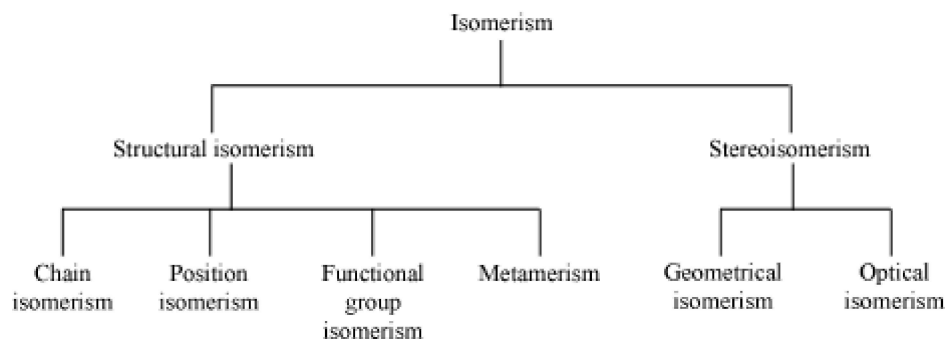 Isomerism
Structural isomerism
Stereoisomerism
Chain
isomerism
Position
isomerism
Functional
group
isomerism
Metamerism
Geometrical
isomerism
Optical
isomerism